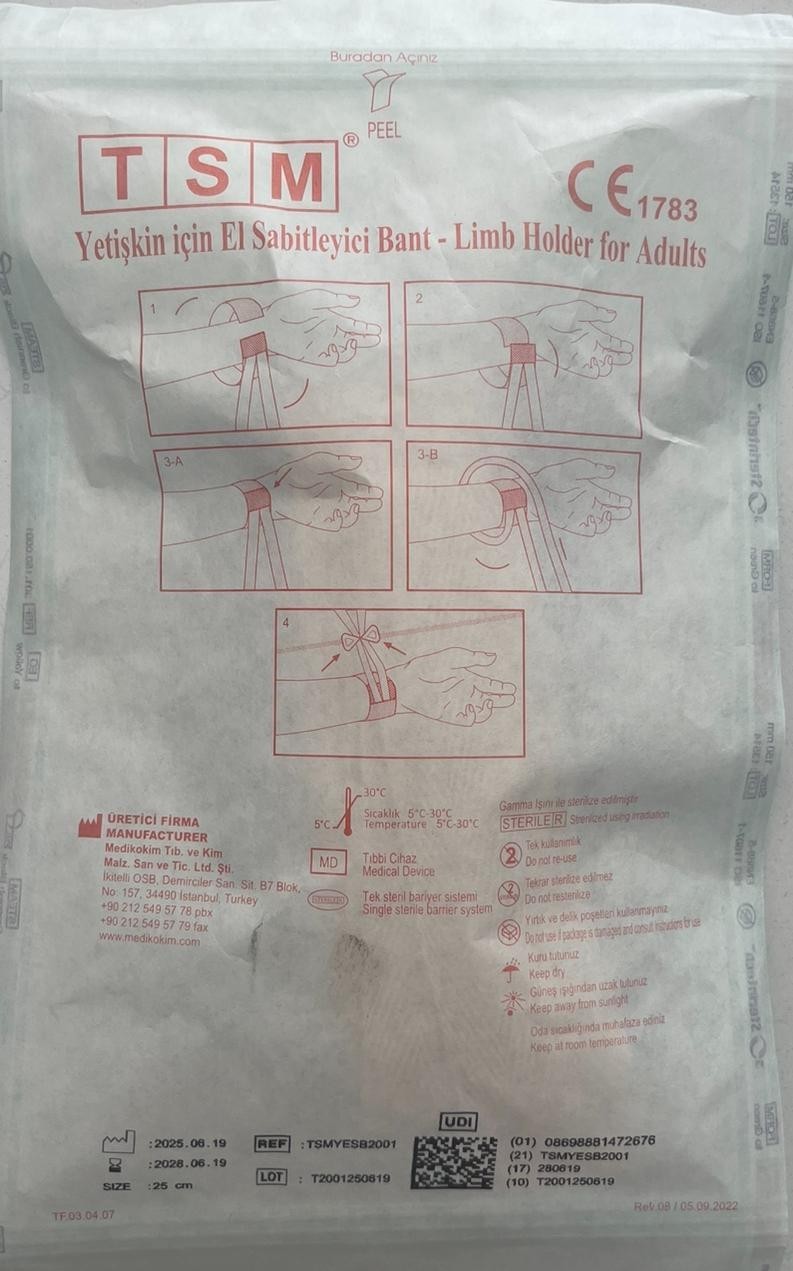 Buradan Açınız
PEEL
TSM®
CE 1783
Yetişkin için El Sabitleyici Bant - Limb Holder for Adults
1
2
3-A
3-B
4
ÜRETİCİ FİRMA
MANUFACTURER
Medikokim Tıb. ve Kim
Malz. San ve Tic. Ltd. Şti.
İkitelli OSB, Demirciler San. Sit. B7 Blok,
No: 157, 34490 İstanbul, Turkey
+90 212 549 57 78 pbx
+90 212 549 57 79 fax
www.medikokim.com
30°C
5°C
Sıcaklık 5°C-30°C
Temperature 5°C-30°C
MD
Tıbbi Cihaz
Medical Device
Tek steril bariyer sistemi
Single sterile barrier system
Gamma Işını ile sterilize edilmiştir
STERILE R Strenlized using irradiation
2
Tek kullanımlık
Do not re-use
Tekrar sterilize edilmez
Do not resterilize
Yırtık ve delik poşetleri kullanmayınız
Do not use if package is damaged and consult instructions for use
Kuru tutunuz
Keep dry
Güneş ışığından uzak tutunuz
Keep away from sunlight
Oda sıcaklığında muhafaza ediniz
Keep at room temperature
:2025.06.19
:2028.06.19
SIZE :25 cm
REF :TSMYESB2001
LOT : T2001250619
UDI
(01) 08698881472676
(21) TSMYESB2001
(17) 280619
(10) T2001250619
TF.03.04.07
Rev.08 / 05.09.2022